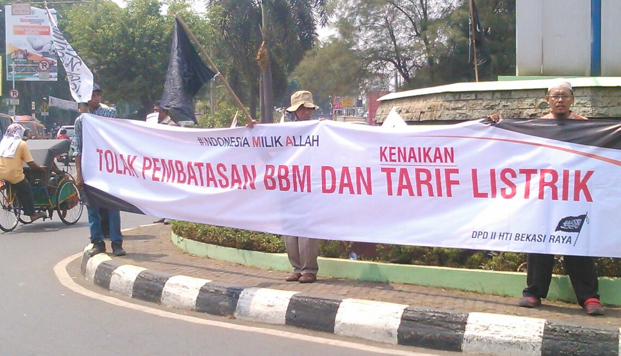 #INDONESIA MILIK ALLAH
KENAIKAN
TOLAK PEMBATASAN BBM DAN TARIF LISTRIK
DPD II HTI BEKASI RAYA